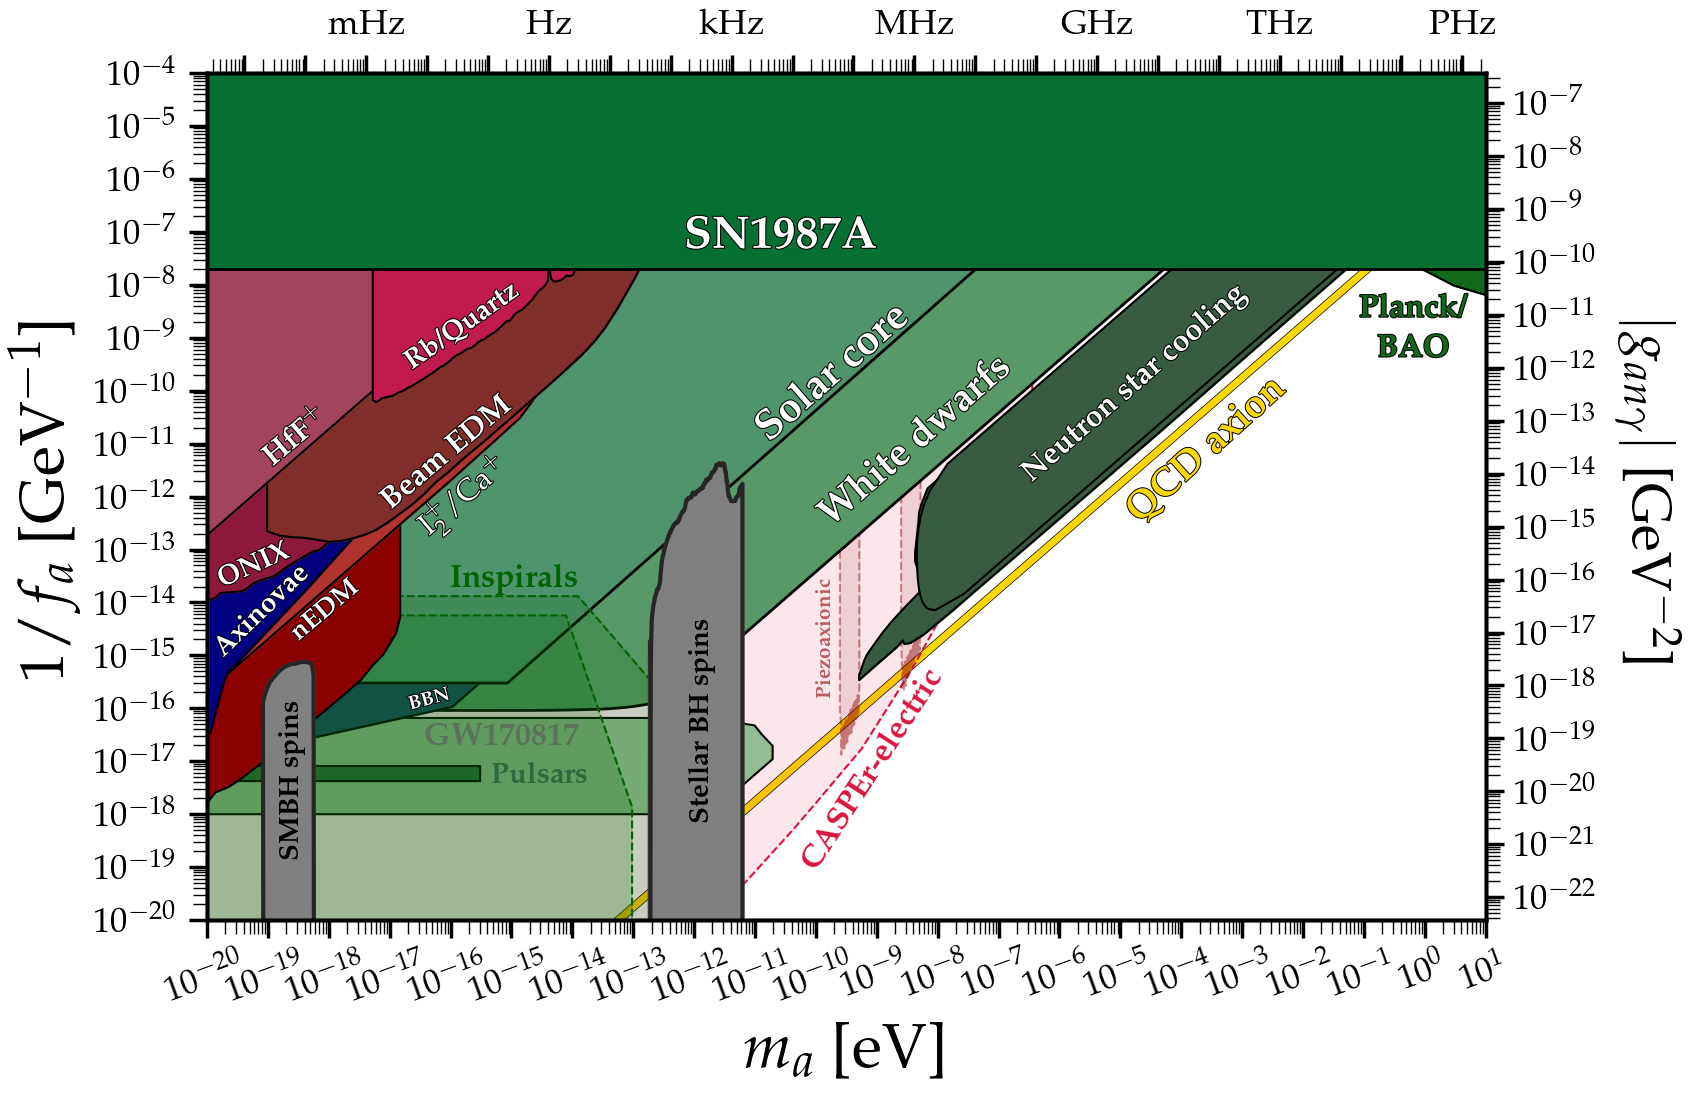 mHz Hz kHz MHz GHz THz PHz
10⁻⁴
10⁻⁵
10⁻⁶
10⁻⁷
10⁻⁸
10⁻⁹
10⁻¹⁰
10⁻¹¹
10⁻¹²
10⁻¹³
10⁻¹⁴
10⁻¹⁵
10⁻¹⁶
10⁻¹⁷
10⁻¹⁸
10⁻¹⁹
10⁻²⁰
1/fₐ [GeV⁻¹]
SN1987A
Planck/
BAO
Rb/Quartz
HfF⁺
Beam EDM
I₂⁺/Ca⁺
Solar core
White dwarfs
Neutron star cooling
QCD axion
ONIX
Axinovae
nEDM
Inspirals
Piezoaxionic
BBN
GW170817
Pulsars
SMBH spins
Stellar BH spins
CASPEr-electric
10⁻⁷
10⁻⁸
10⁻⁹
10⁻¹⁰
10⁻¹¹
10⁻¹²
10⁻¹³
10⁻¹⁴
10⁻¹⁵
10⁻¹⁶
10⁻¹⁷
10⁻¹⁸
10⁻¹⁹
10⁻²⁰
10⁻²¹
10⁻²²
|gₐₙᵧ| [GeV⁻²]
10⁻²⁰ 10⁻¹⁹ 10⁻¹⁸ 10⁻¹⁷ 10⁻¹⁶ 10⁻¹⁵ 10⁻¹⁴ 10⁻¹³ 10⁻¹² 10⁻¹¹ 10⁻¹⁰ 10⁻⁹ 10⁻⁸ 10⁻⁷ 10⁻⁶ 10⁻⁵ 10⁻⁴ 10⁻³ 10⁻² 10⁻¹ 10⁰ 10¹
mₐ [eV]